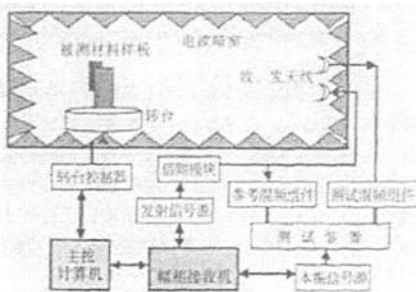 电波暗室
被测材料样板
收、发天线
转台
转台控制器
倍频模块
参考混频组件
测试混频组件
发射信号源
测试装置
主控
计算机
幅相接收机
本振信号源